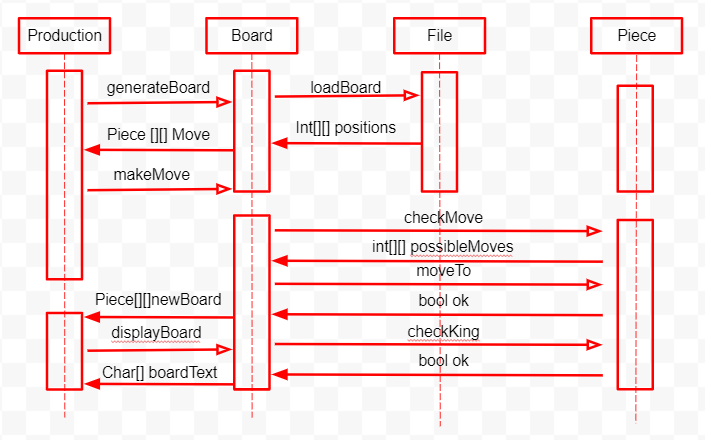 Production
Board
File
Piece
generateBoard
loadBoard
Int[][] positions
Piece [][] Move
makeMove
checkMove
int[][] possibleMoves
moveTo
Piece[][]newBoard
bool ok
displayBoard
checkKing
bool ok
Char[] boardText